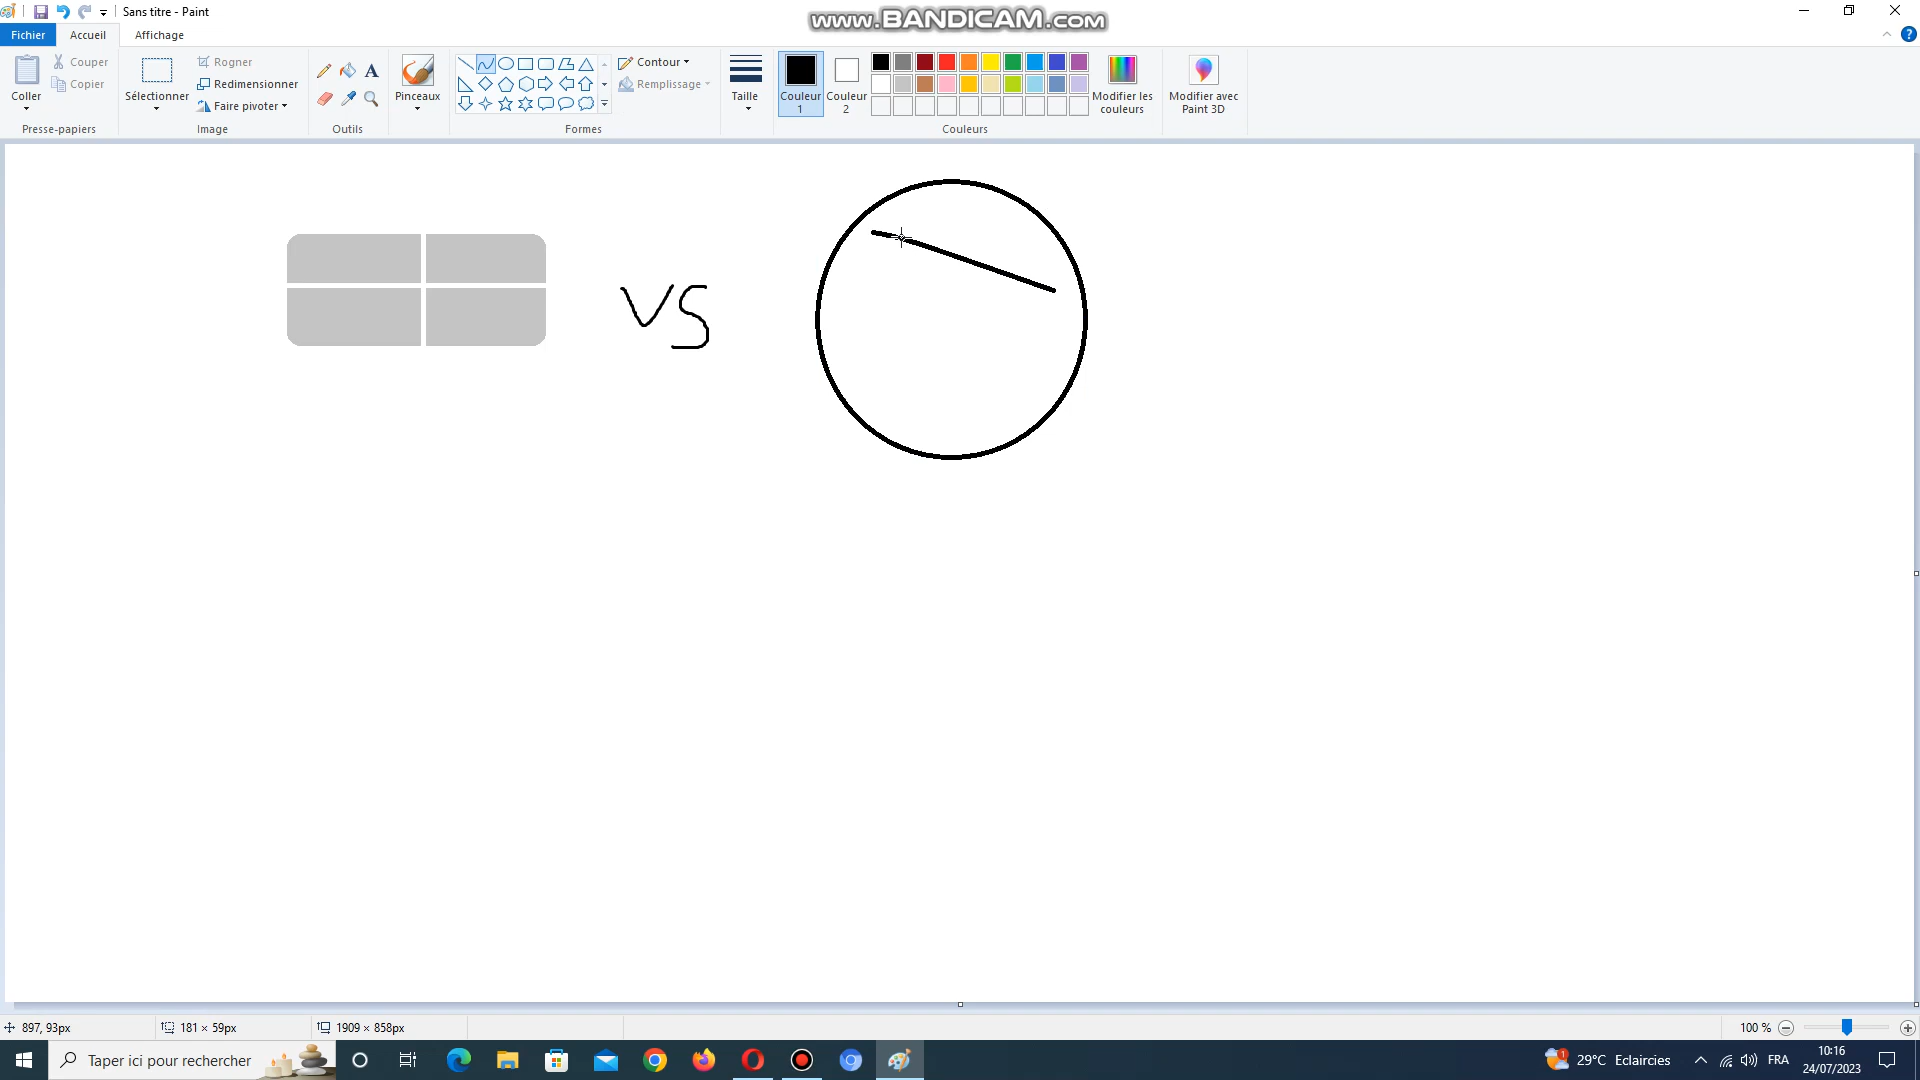 Sans titre - Paint
www.BANDICAM.com
Fichier
Accueil
Affichage
Coller
Couper
Copier
Presse-papiers
Sélectionner
Rogner
Redimensionner
Faire pivoter
Image
A
Outils
Pinceaux
Formes
Contour
Remplissage
Taille
Couleur 1
Couleur 2
Couleurs
Modifier les couleurs
Modifier avec Paint 3D
VS
897, 93px
181 × 59px
1909 × 858px
100 %
Taper ici pour rechercher
1
29°C Eclaircies
FRA
10:16
24/07/2023